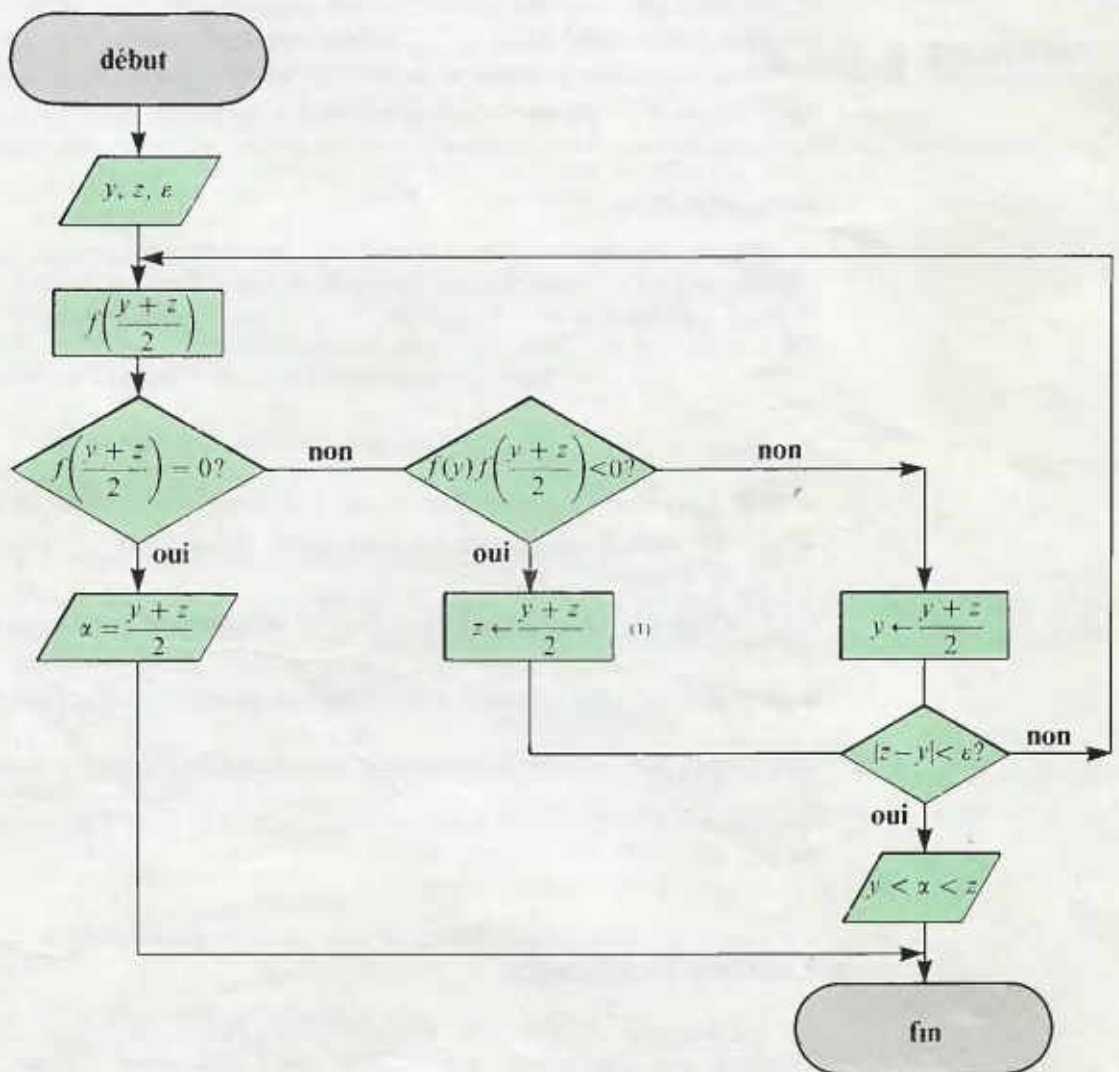 début
y, z, ε
f((y + z)/2)
f((y + z)/2) = 0?
non
f(y) f((y + z)/2) < 0?
non
oui
oui
α = (y + z)/2
z ← (y + z)/2
(1)
y ← (y + z)/2
|z − y| < ε?
non
oui
y < α < z
fin